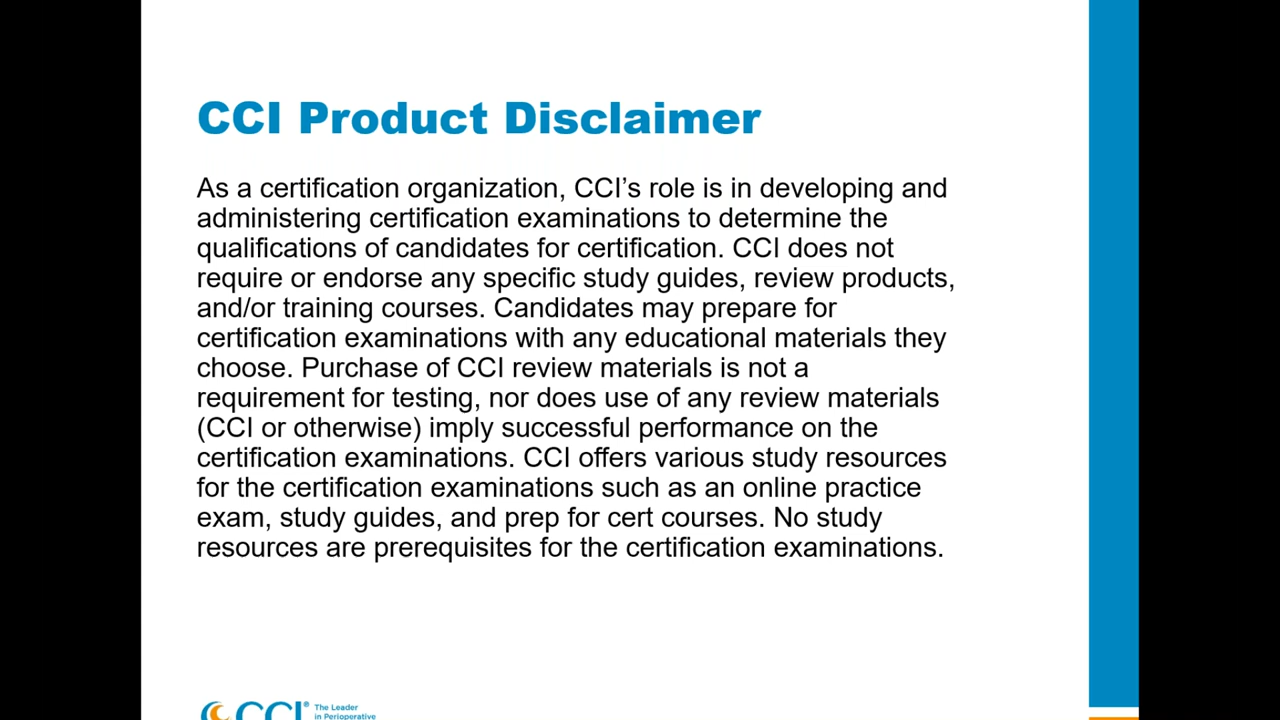 CCI Product Disclaimer
As a certification organization, CCI’s role is in developing and
administering certification examinations to determine the
qualifications of candidates for certification. CCI does not
require or endorse any specific study guides, review products,
and/or training courses. Candidates may prepare for
certification examinations with any educational materials they
choose. Purchase of CCI review materials is not a
requirement for testing, nor does use of any review materials
(CCI or otherwise) imply successful performance on the
certification examinations. CCI offers various study resources
for the certification examinations such as an online practice
exam, study guides, and prep for cert courses. No study
resources are prerequisites for the certification examinations.
CCI® The Leader
in Perioperative